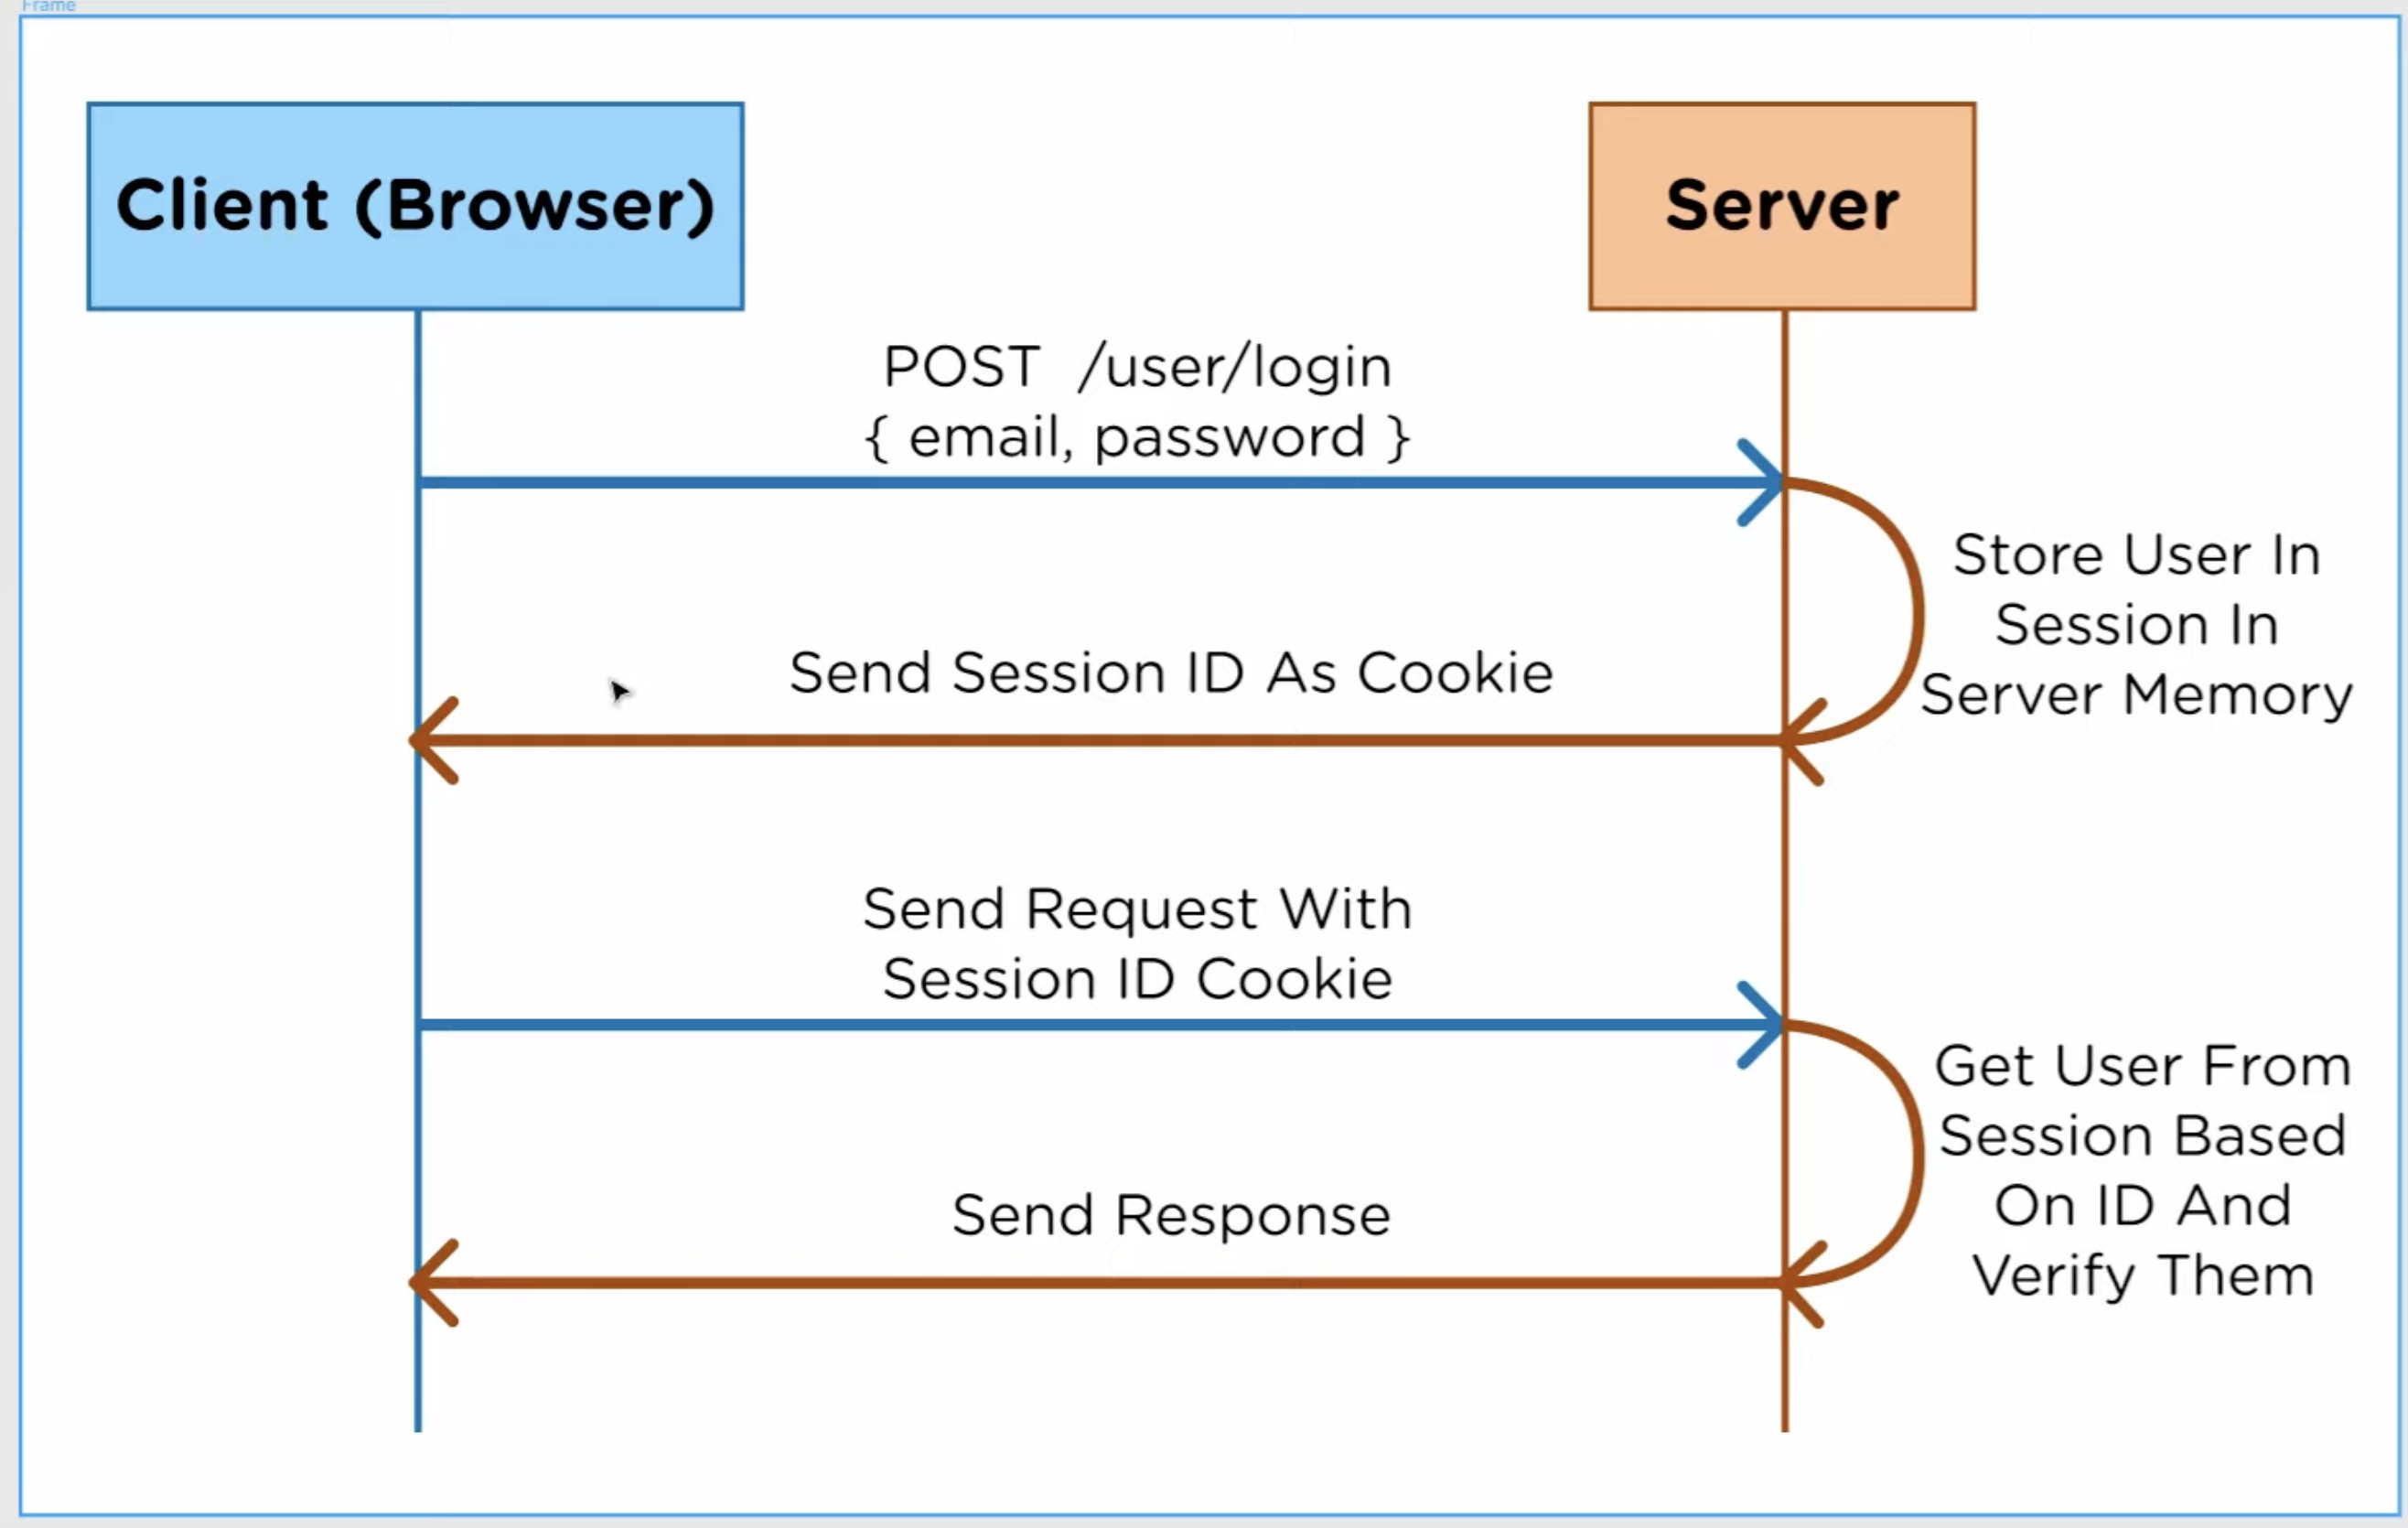 Frame
Client (Browser)
Server
POST /user/login
{ email, password }
Store User In
Session In
Server Memory
Send Session ID As Cookie
Send Request With
Session ID Cookie
Get User From
Session Based
On ID And
Verify Them
Send Response